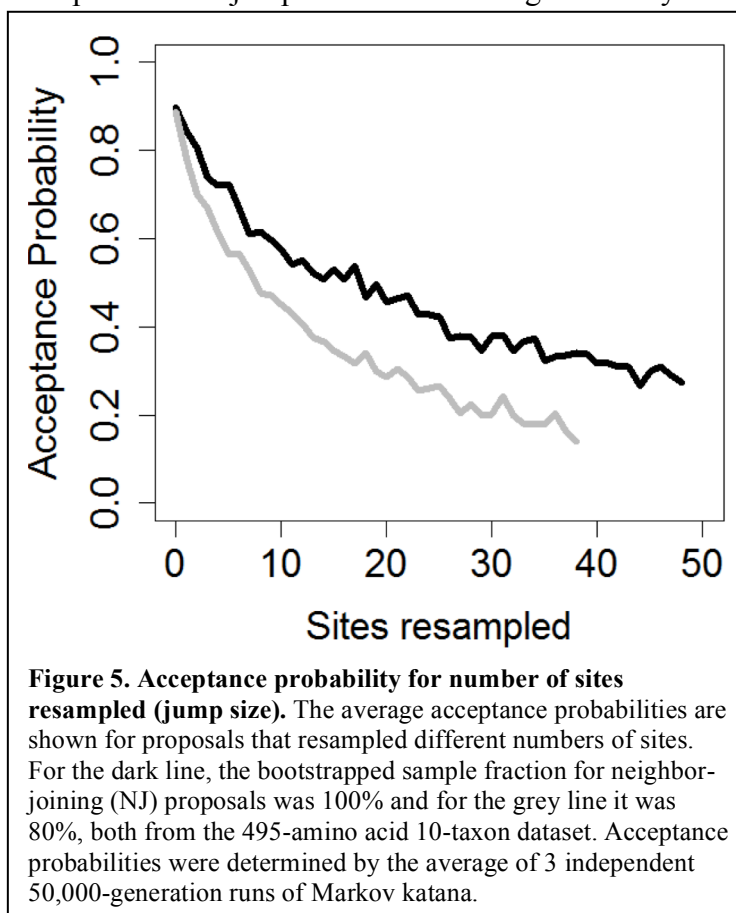 Acceptance Probability
1.0
0.8
0.6
0.4
0.2
0.0
0 10 20 30 40 50
Sites resampled
Figure 5. Acceptance probability for number of sites
resampled (jump size). The average acceptance probabilities are
shown for proposals that resampled different numbers of sites.
For the dark line, the bootstrapped sample fraction for neighbor-
joining (NJ) proposals was 100% and for the grey line it was
80%, both from the 495-amino acid 10-taxon dataset. Acceptance
probabilities were determined by the average of 3 independent
50,000-generation runs of Markov katana.